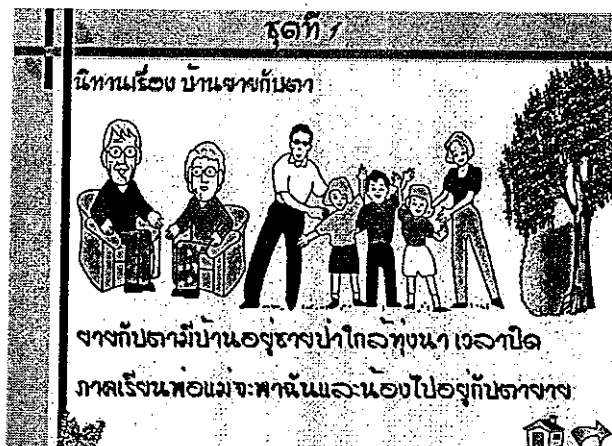 ชุดที่ 1
นิทานเรื่อง บ้านยายกับตา
ยายกับตามีบ้านอยู่ชายป่าใกล้ทุ่งนา เวลาปิด
ภาคเรียนพ่อแม่จะพาฉันและน้องไปอยู่กับตายาย